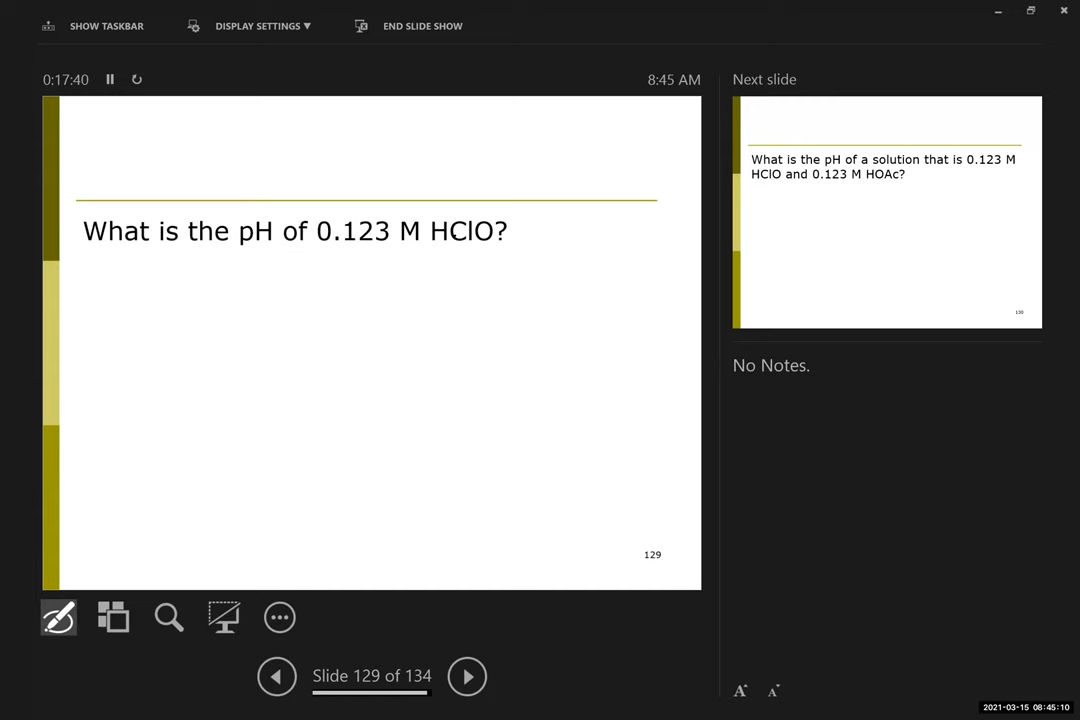 SHOW TASKBAR DISPLAY SETTINGS ▼ END SLIDE SHOW
0:17:40 8:45 AM
What is the pH of 0.123 M HClO?
129
Slide 129 of 134
Next slide
What is the pH of a solution that is 0.123 M
HClO and 0.123 M HOAc?
130
No Notes.
A A
2021-03-15 08:45:10